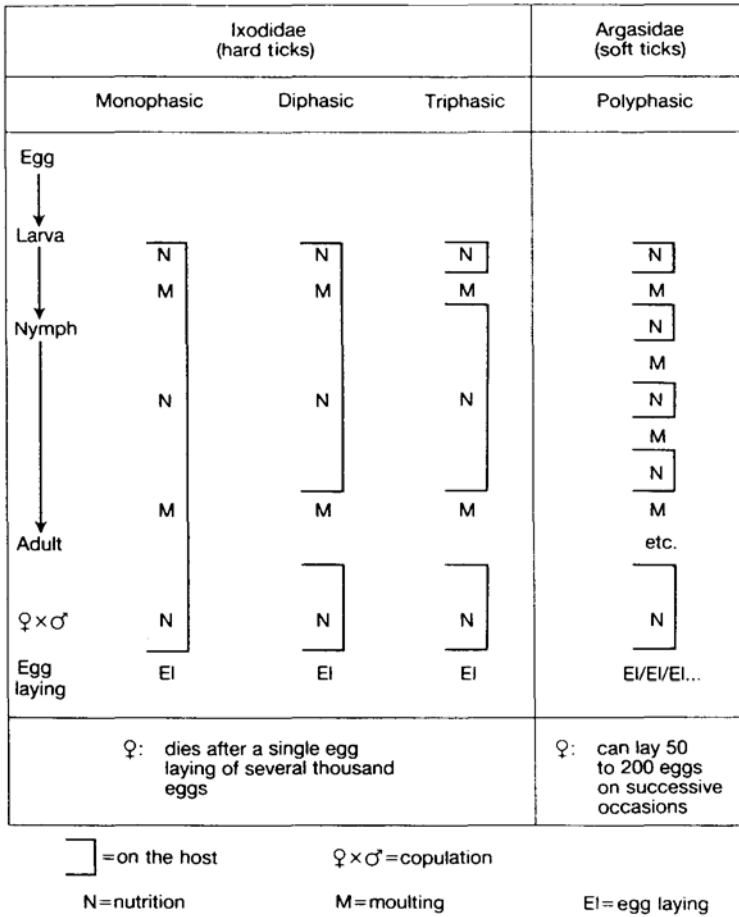 Ixodidae Argasidae
(hard ticks) (soft ticks)
Monophasic Diphasic Triphasic Polyphasic
Egg
Larva
N N N N
M M M M
Nymph
N
M
N N N N
M
N
M M M M
Adult
etc.
♀×♂ N N N N
Egg El El El El/El/El...
laying
♀: dies after a single egg ♀: can lay 50
laying of several thousand to 200 eggs
eggs on successive
occasions
=on the host ♀×♂=copulation
N=nutrition M=moulting El=egg laying